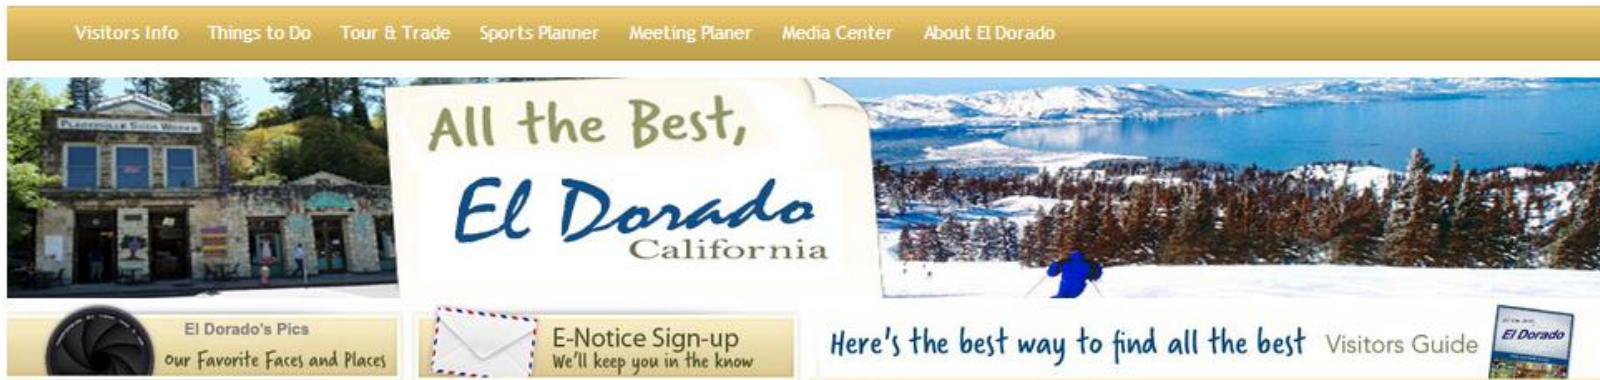 Visitors Info Things to Do Tour & Trade Sports Planner Meeting Planer Media Center About El Dorado
PLACERVILLE SODA WORKS
All the Best,
El Dorado
California
El Dorado's Pics
Our Favorite Faces and Places
E-Notice Sign-up
We'll keep you in the know
Here's the best way to find all the best Visitors Guide
El Dorado